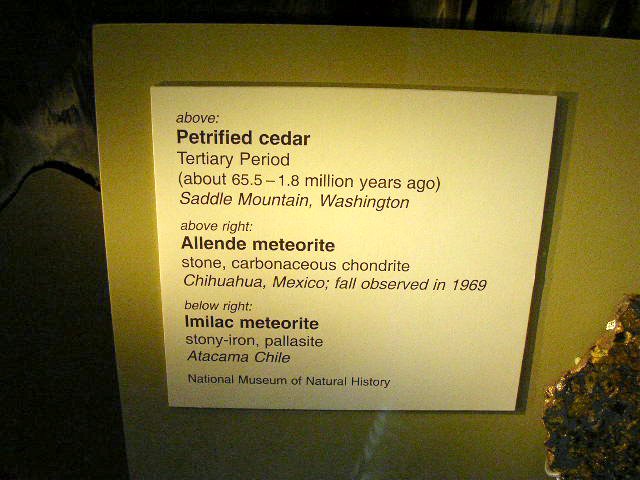 above:
Petrified cedar
Tertiary Period
(about 65.5–1.8 million years ago)
Saddle Mountain, Washington
above right:
Allende meteorite
stone, carbonaceous chondrite
Chihuahua, Mexico; fall observed in 1969
below right:
Imilac meteorite
stony-iron, pallasite
Atacama Chile
National Museum of Natural History